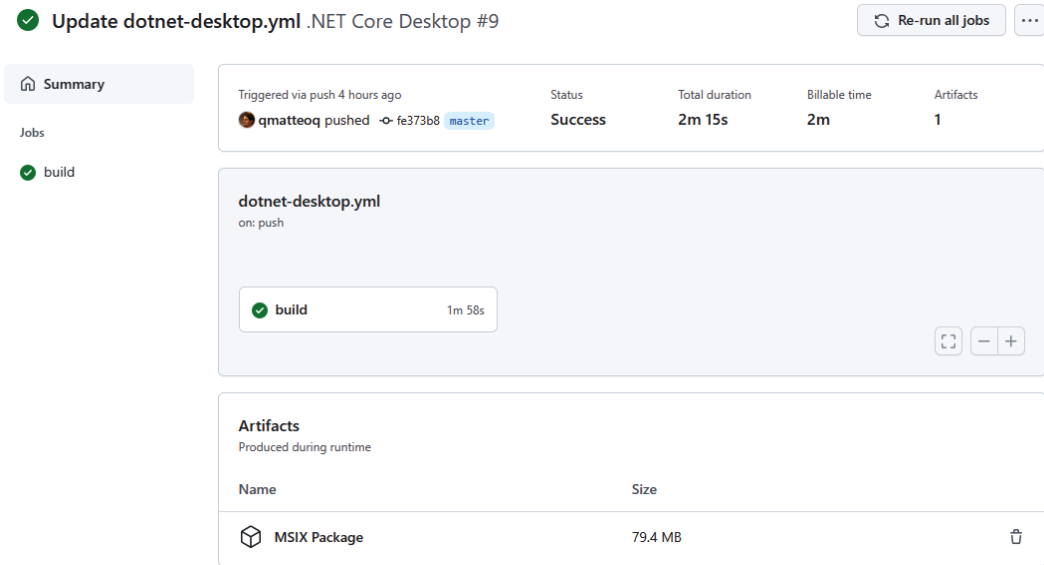 Update dotnet-desktop.yml .NET Core Desktop #9
Re-run all jobs
Summary
Jobs
build
Triggered via push 4 hours ago
qmatteoq pushed fe373b8 master
Status
Success
Total duration
2m 15s
Billable time
2m
Artifacts
1
dotnet-desktop.yml
on: push
build 1m 58s
Artifacts
Produced during runtime
Name Size
MSIX Package 79.4 MB